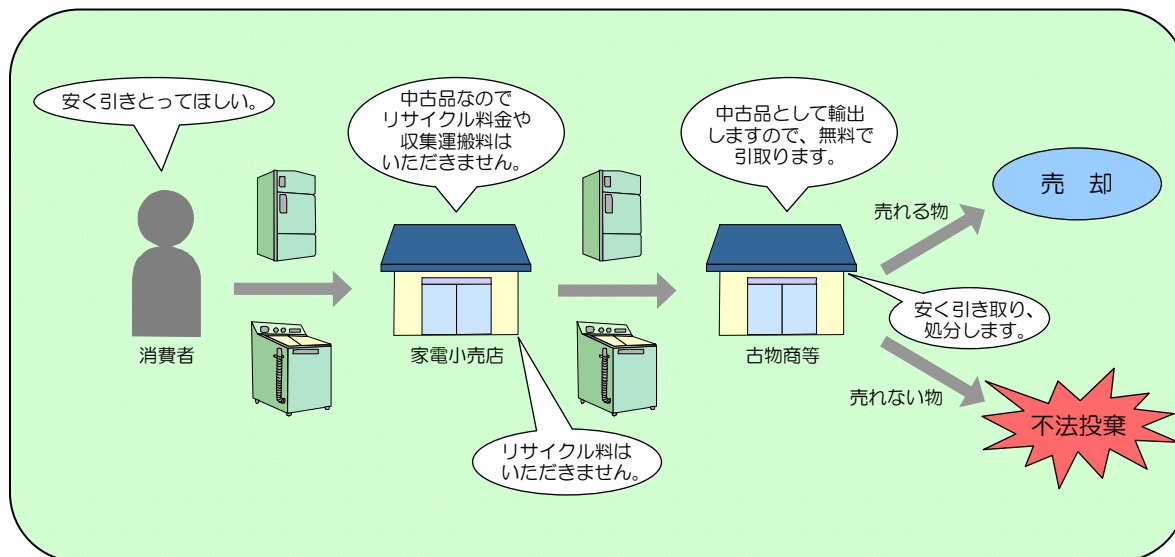 安く引きとってほしい。
中古品なので
リサイクル料金や
収集運搬料は
いただきません。
中古品として輸出
しますので、無料で
引取ります。
売　却
売れる物
安く引き取り、
処分します。
消費者
家電小売店
古物商等
売れない物
不法投棄
リサイクル料は
いただきません。